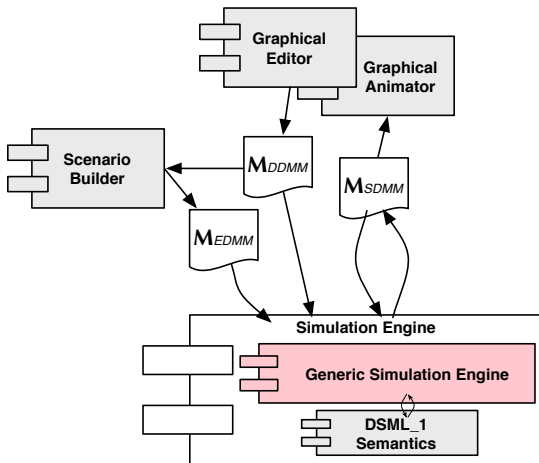 Graphical
Editor
Graphical
Animator
Scenario
Builder
MDDMM
MSDMM
MEDMM
Simulation Engine
Generic Simulation Engine
DSML_1
Semantics